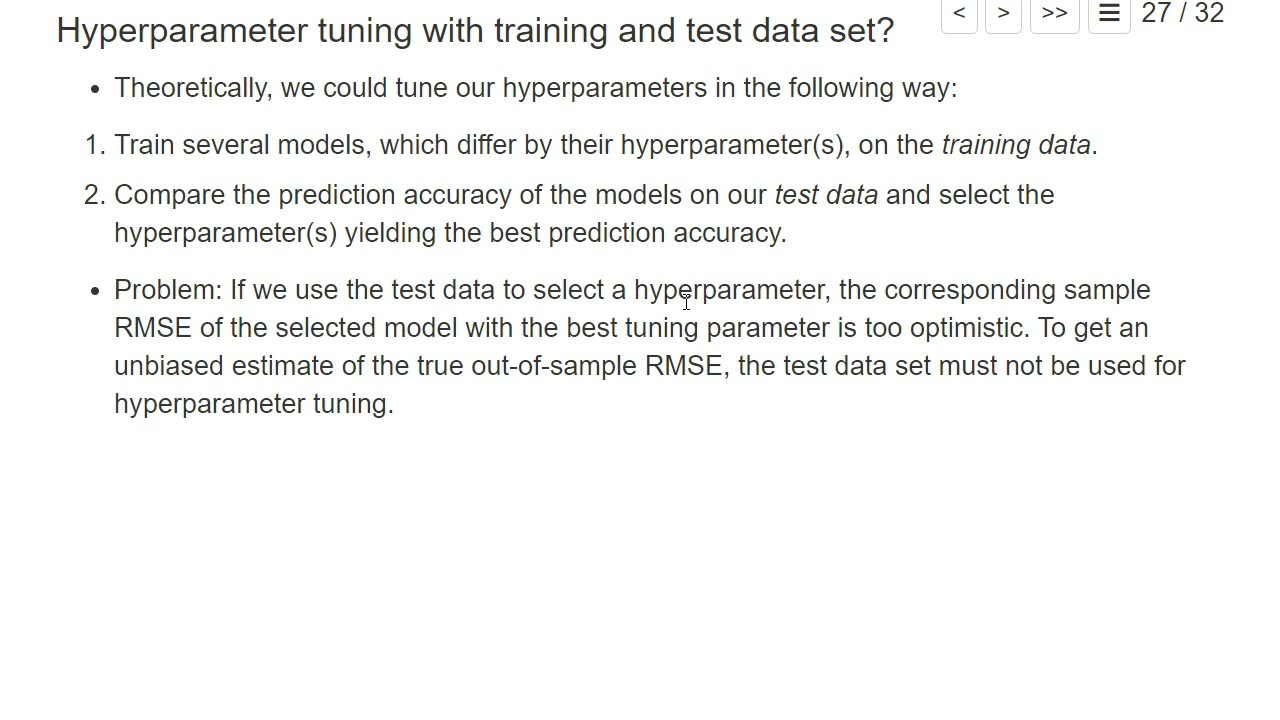 Hyperparameter tuning with training and test data set?
< > >> ☰ 27 / 32
• Theoretically, we could tune our hyperparameters in the following way:
1. Train several models, which differ by their hyperparameter(s), on the training data.
2. Compare the prediction accuracy of the models on our test data and select the
hyperparameter(s) yielding the best prediction accuracy.
• Problem: If we use the test data to select a hyperparameter, the corresponding sample
RMSE of the selected model with the best tuning parameter is too optimistic. To get an
unbiased estimate of the true out-of-sample RMSE, the test data set must not be used for
hyperparameter tuning.